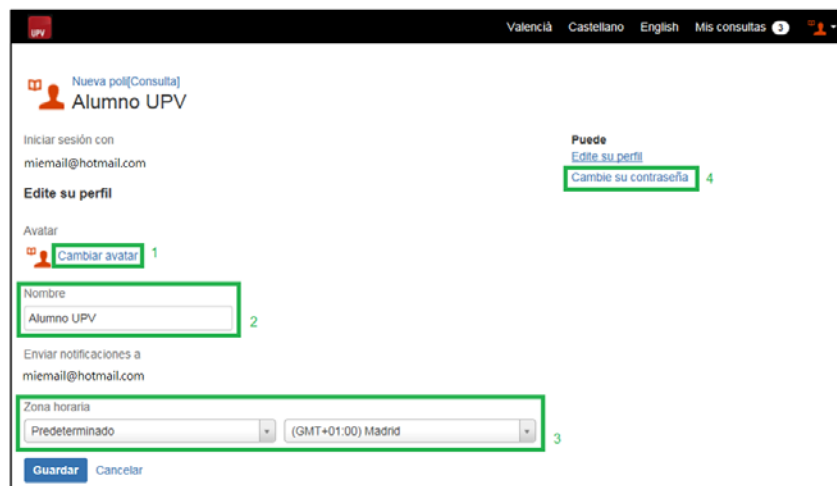 UPV
Valencià Castellano English Mis consultas 3
Nueva poli[Consulta]
Alumno UPV
Iniciar sesión con
miemail@hotmail.com
Puede
Edite su perfil
Cambie su contraseña 4
Edite su perfil
Avatar
Cambiar avatar 1
Nombre
Alumno UPV
2
Enviar notificaciones a
miemail@hotmail.com
Zona horaria
Predeterminado (GMT+01:00) Madrid
3
Guardar Cancelar